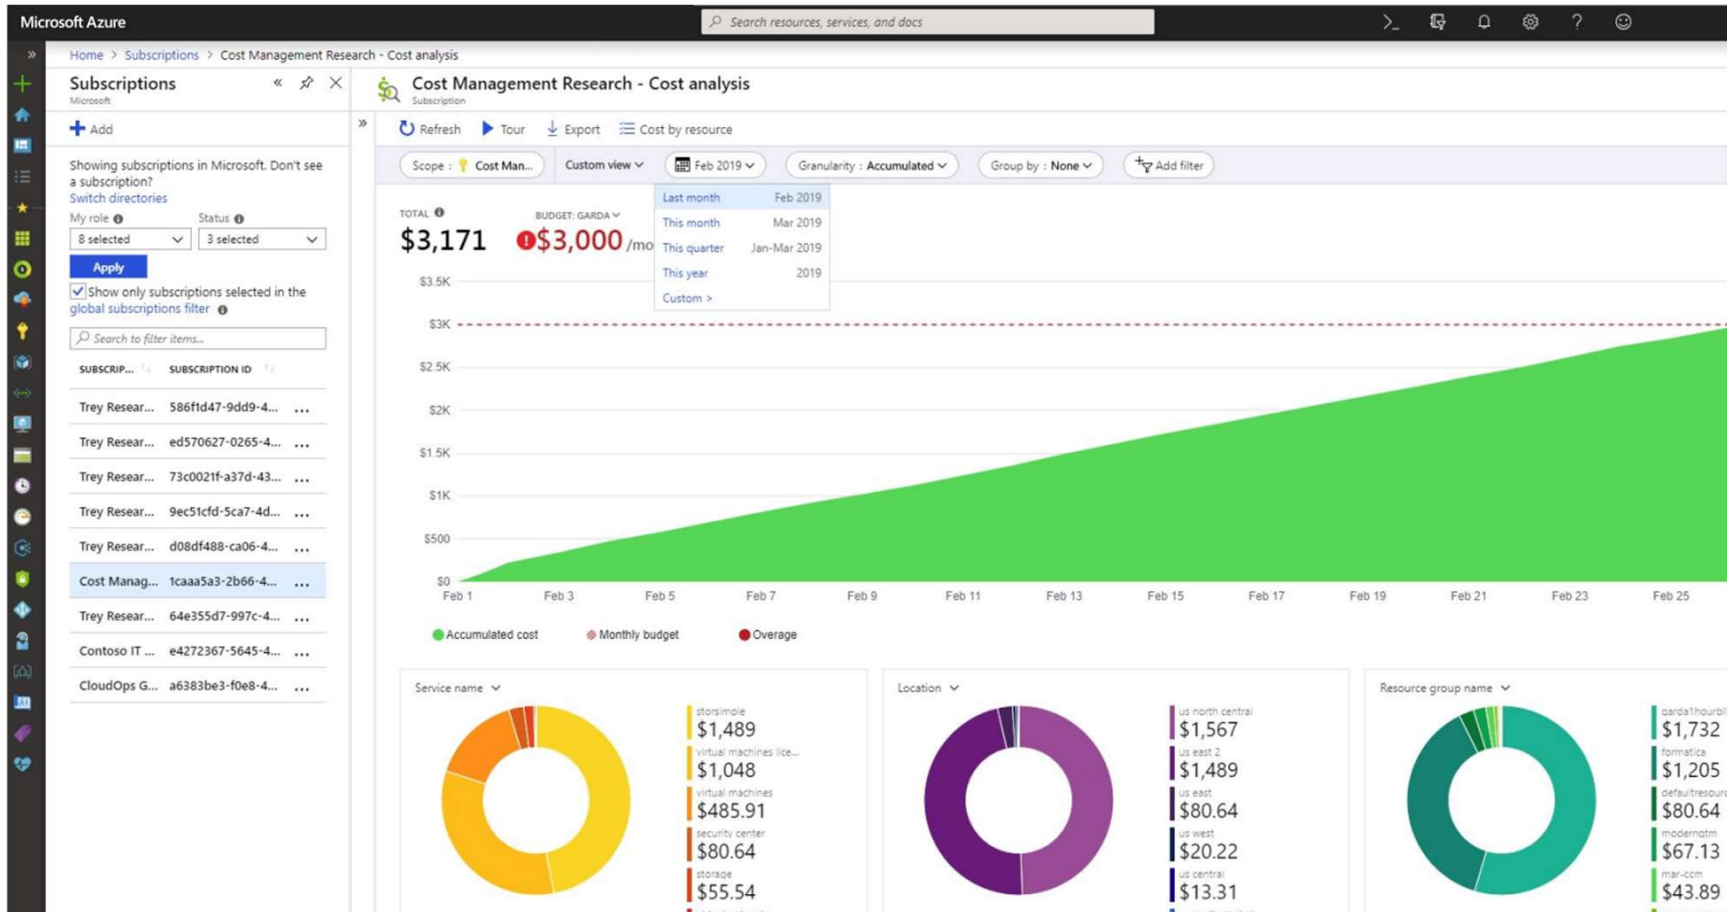 Microsoft Azure
Search resources, services, and docs
Home > Subscriptions > Cost Management Research - Cost analysis
Subscriptions
Microsoft
Add
Showing subscriptions in Microsoft. Don't see
a subscription?
Switch directories
My role
Status
8 selected
3 selected
Apply
Show only subscriptions selected in the
global subscriptions filter
Search to filter items...
SUBSCRIP...
SUBSCRIPTION ID
Trey Resear... 586f1d47-9dd9-4... ...
Trey Resear... ed570627-0265-4... ...
Trey Resear... 73c0021f-a37d-43... ...
Trey Resear... 9ec51cfd-5ca7-4d... ...
Trey Resear... d08df488-ca06-4... ...
Cost Manag... 1caaa5a3-2b66-4... ...
Trey Resear... 64e355d7-997c-4... ...
Contoso IT ... e4272367-5645-4... ...
CloudOps G... a6383be3-f0e8-4... ...
Cost Management Research - Cost analysis
Subscription
Refresh
Tour
Export
Cost by resource
Scope : Cost Man...
Custom view
Feb 2019
Granularity : Accumulated
Group by : None
Add filter
Last month Feb 2019
This month Mar 2019
This quarter Jan-Mar 2019
This year 2019
Custom >
TOTAL
$3,171
BUDGET: GARDA
$3,000 /mo
$3.5K
$3K
$2.5K
$2K
$1.5K
$1K
$500
$0
Feb 1 Feb 3 Feb 5 Feb 7 Feb 9 Feb 11 Feb 13 Feb 15 Feb 17 Feb 19 Feb 21 Feb 23 Feb 25
Accumulated cost
Monthly budget
Overage
Service name
storsimple
$1,489
virtual machines lice...
$1,048
virtual machines
$485.91
security center
$80.64
storage
$55.54
Location
us north central
$1,567
us east 2
$1,489
us east
$80.64
us west
$20.22
us central
$13.31
Resource group name
$1,732
formatica
$1,205
defaultresour
$80.64
modernqtm
$67.13
mar-ccm
$43.89